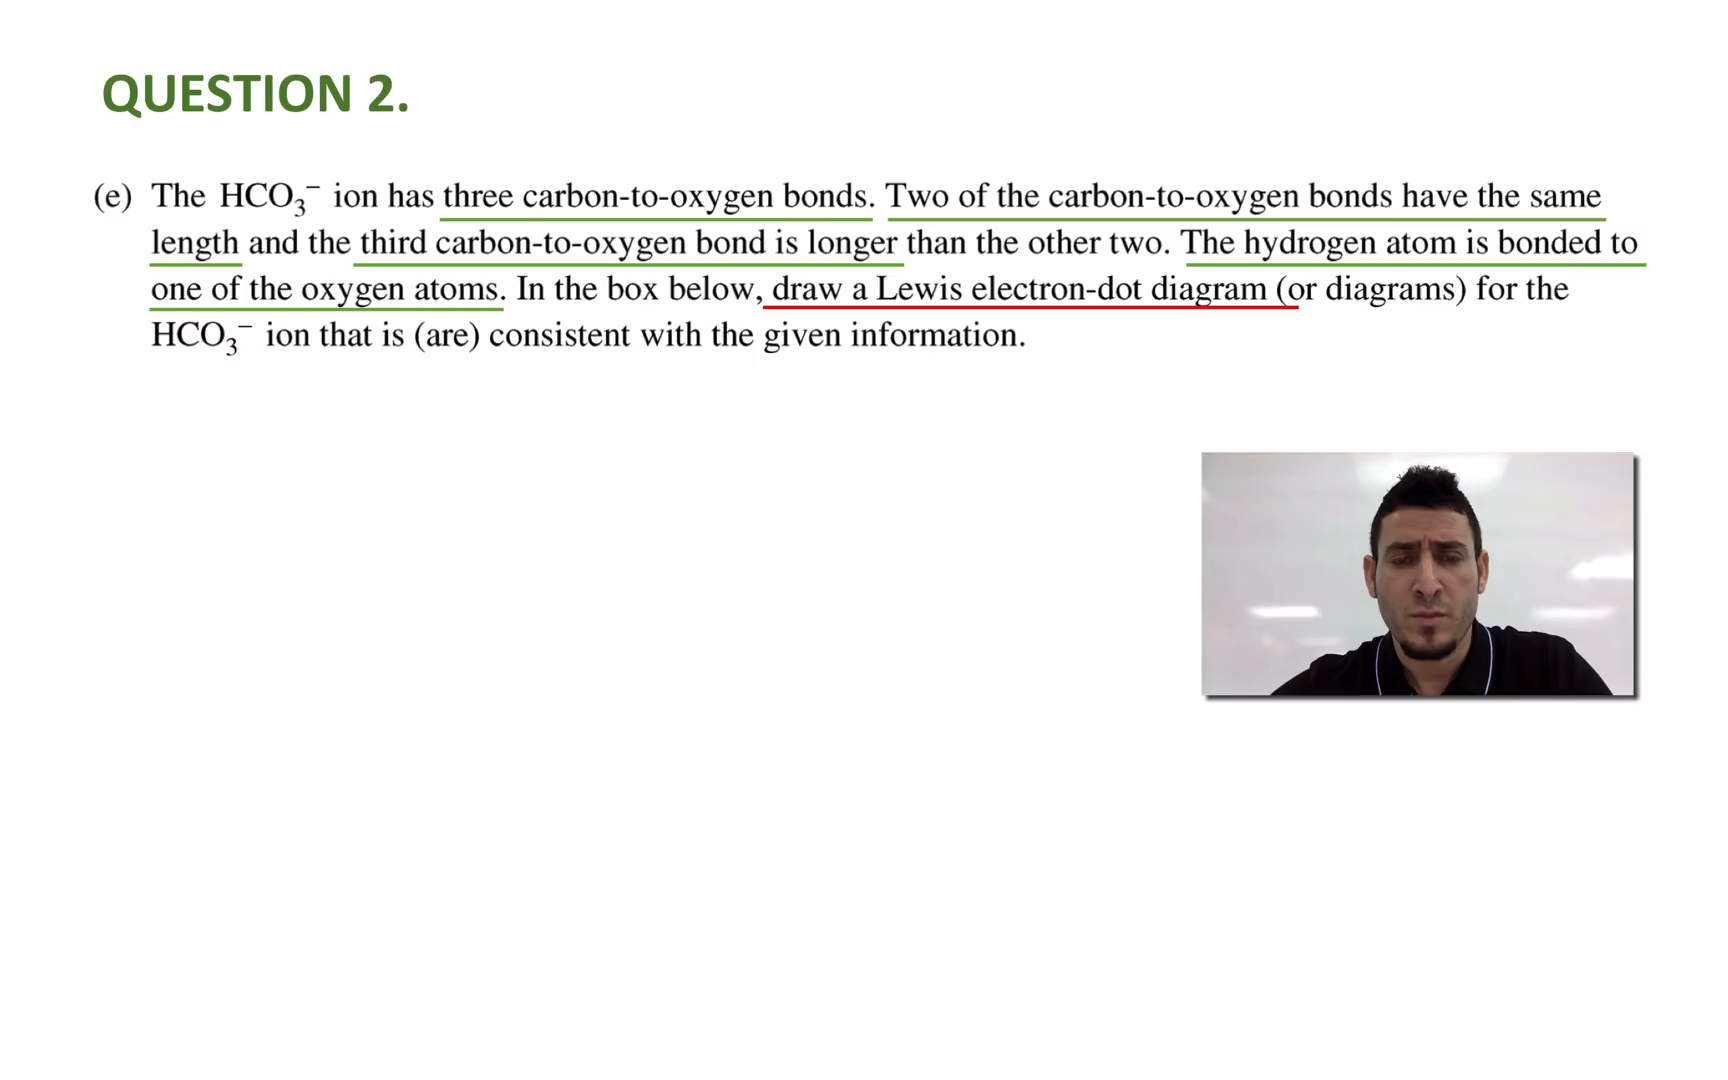 QUESTION 2.
(e) The HCO₃⁻ ion has three carbon-to-oxygen bonds. Two of the carbon-to-oxygen bonds have the same
length and the third carbon-to-oxygen bond is longer than the other two. The hydrogen atom is bonded to
one of the oxygen atoms. In the box below, draw a Lewis electron-dot diagram (or diagrams) for the
HCO₃⁻ ion that is (are) consistent with the given information.